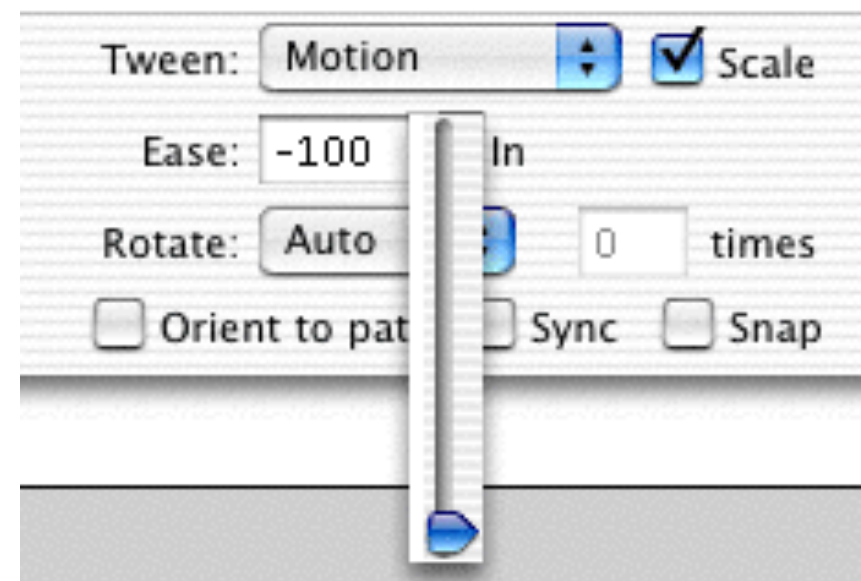 Tween: Motion Scale
Ease: -100 In
Rotate: Auto 0 times
Orient to pat Sync Snap